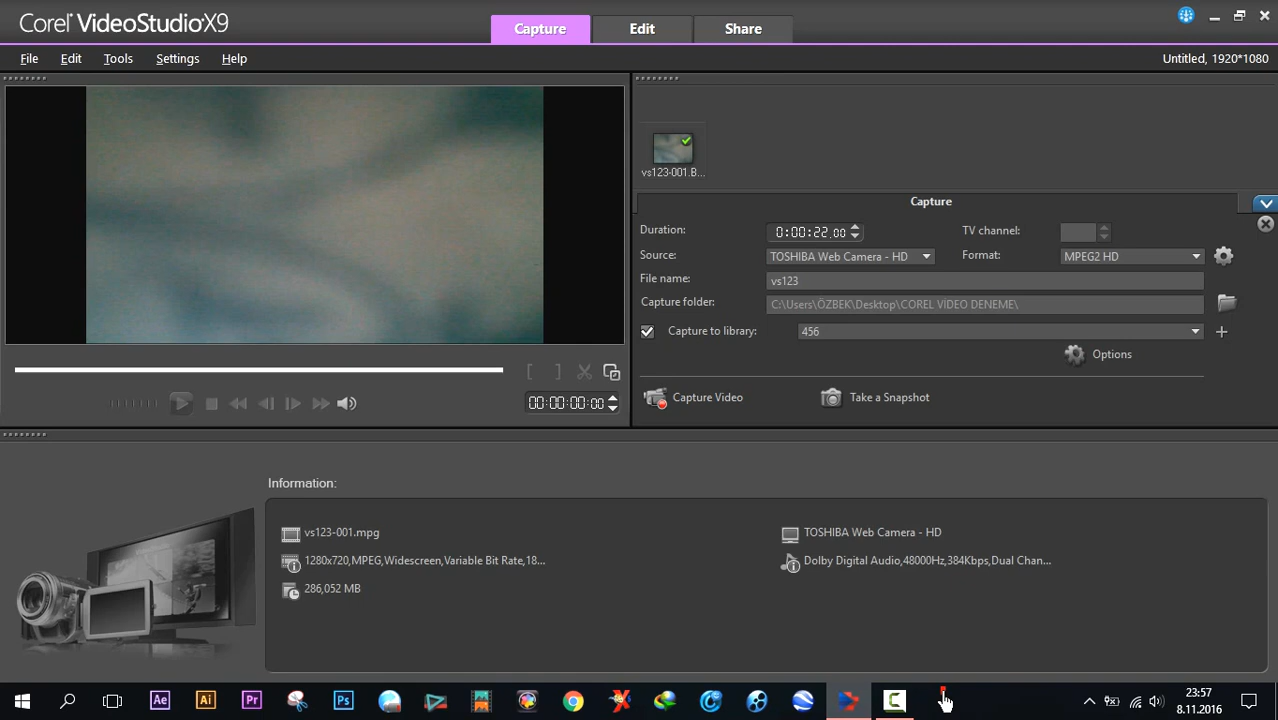 Corel VideoStudio X9
Capture Edit Share
File Edit Tools Settings Help
Untitled, 1920*1080
vs123-001.B...
Capture
Duration: 0:00:22,00 TV channel:
Source: TOSHIBA Web Camera - HD Format: MPEG2 HD
File name: vs123
Capture folder: C:\Users\ÖZBEK\Desktop\COREL VIDEO DENEME\
Capture to library: 456
Options
00:00:00:00
Capture Video Take a Snapshot
Information:
vs123-001.mpg TOSHIBA Web Camera - HD
1280x720,MPEG,Widescreen,Variable Bit Rate,18... Dolby Digital Audio,48000Hz,384Kbps,Dual Chan...
286,052 MB
Ae Ai Pr Ps C
23:57
8.11.2016